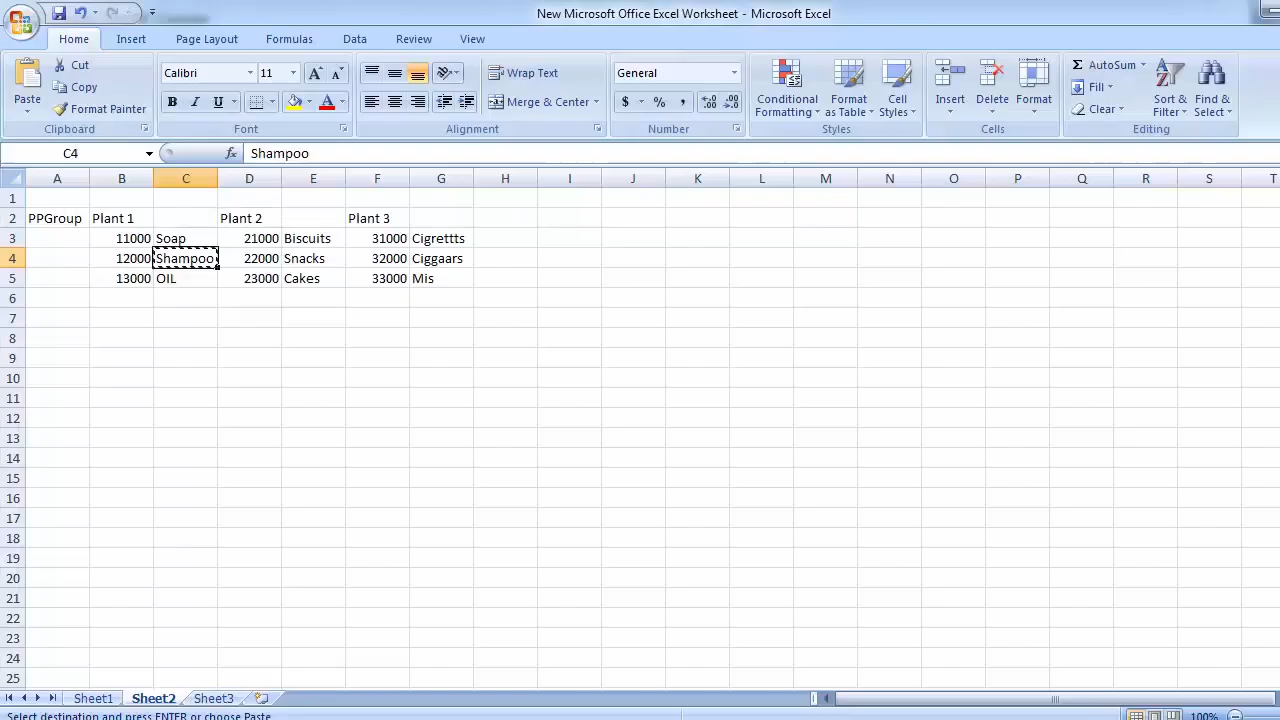 New Microsoft Office Excel Worksheet - Microsoft Excel
Home Insert Page Layout Formulas Data Review View
Paste Cut Copy Format Painter Clipboard
Calibri 11 B I U A A A Font
Wrap Text Merge & Center Alignment
General $ % , .0 .00 .00 .0 Number
Conditional Formatting Format as Table Cell Styles Styles
Insert Delete Format Cells
Σ AutoSum Fill Clear Sort & Filter Find & Select Editing
C4 fx Shampoo
A B C D E F G H I J K L M N O P Q R S T
1
2 PPGroup Plant 1 Plant 2 Plant 3
3 11000 Soap 21000 Biscuits 31000 Cigrettts
4 12000 Shampoo 22000 Snacks 32000 Ciggaars
5 13000 OIL 23000 Cakes 33000 Mis
6
7
8
9
10
11
12
13
14
15
16
17
18
19
20
21
22
23
24
25
Sheet1 Sheet2 Sheet3
Select destination and press ENTER or choose Paste 100%